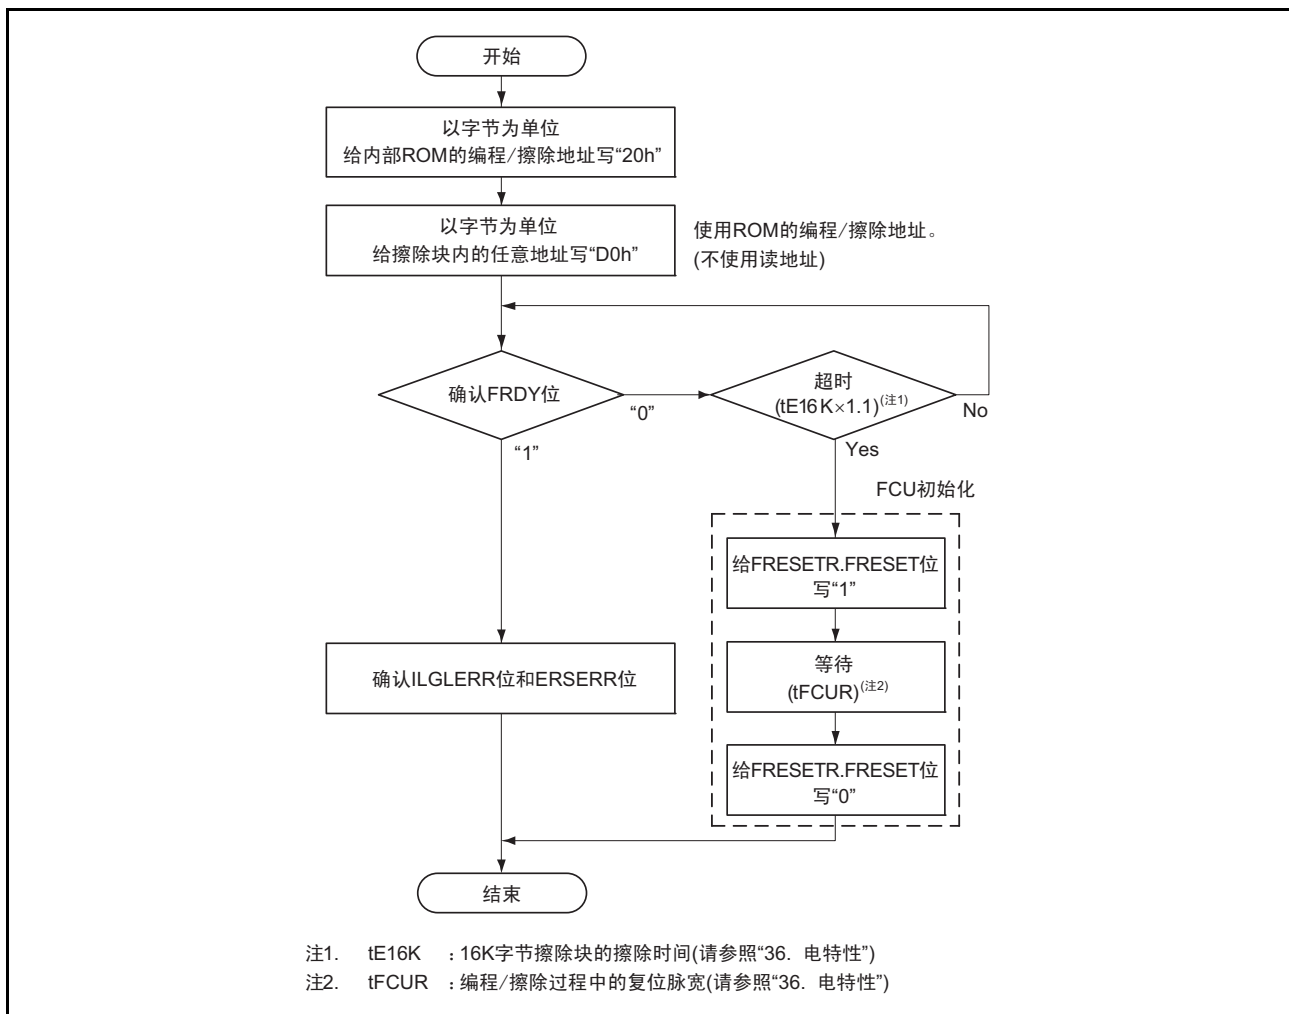 开始
以字节为单位
给内部ROM的编程/擦除地址写“20h”
以字节为单位
给擦除块内的任意地址写“D0h”
使用ROM的编程/擦除地址。
(不使用读地址)
确认FRDY位
“0”
“1”
超时
(tE16K×1.1)(注1)
No
Yes
FCU初始化
给FRESETR.FRESET位
写“1”
等待
(tFCUR)(注2)
给FRESETR.FRESET位
写“0”
确认ILGLERR位和ERSERR位
结束
注1. tE16K :16K字节擦除块的擦除时间(请参照“36. 电特性”)
注2. tFCUR :编程/擦除过程中的复位脉宽(请参照“36. 电特性”)